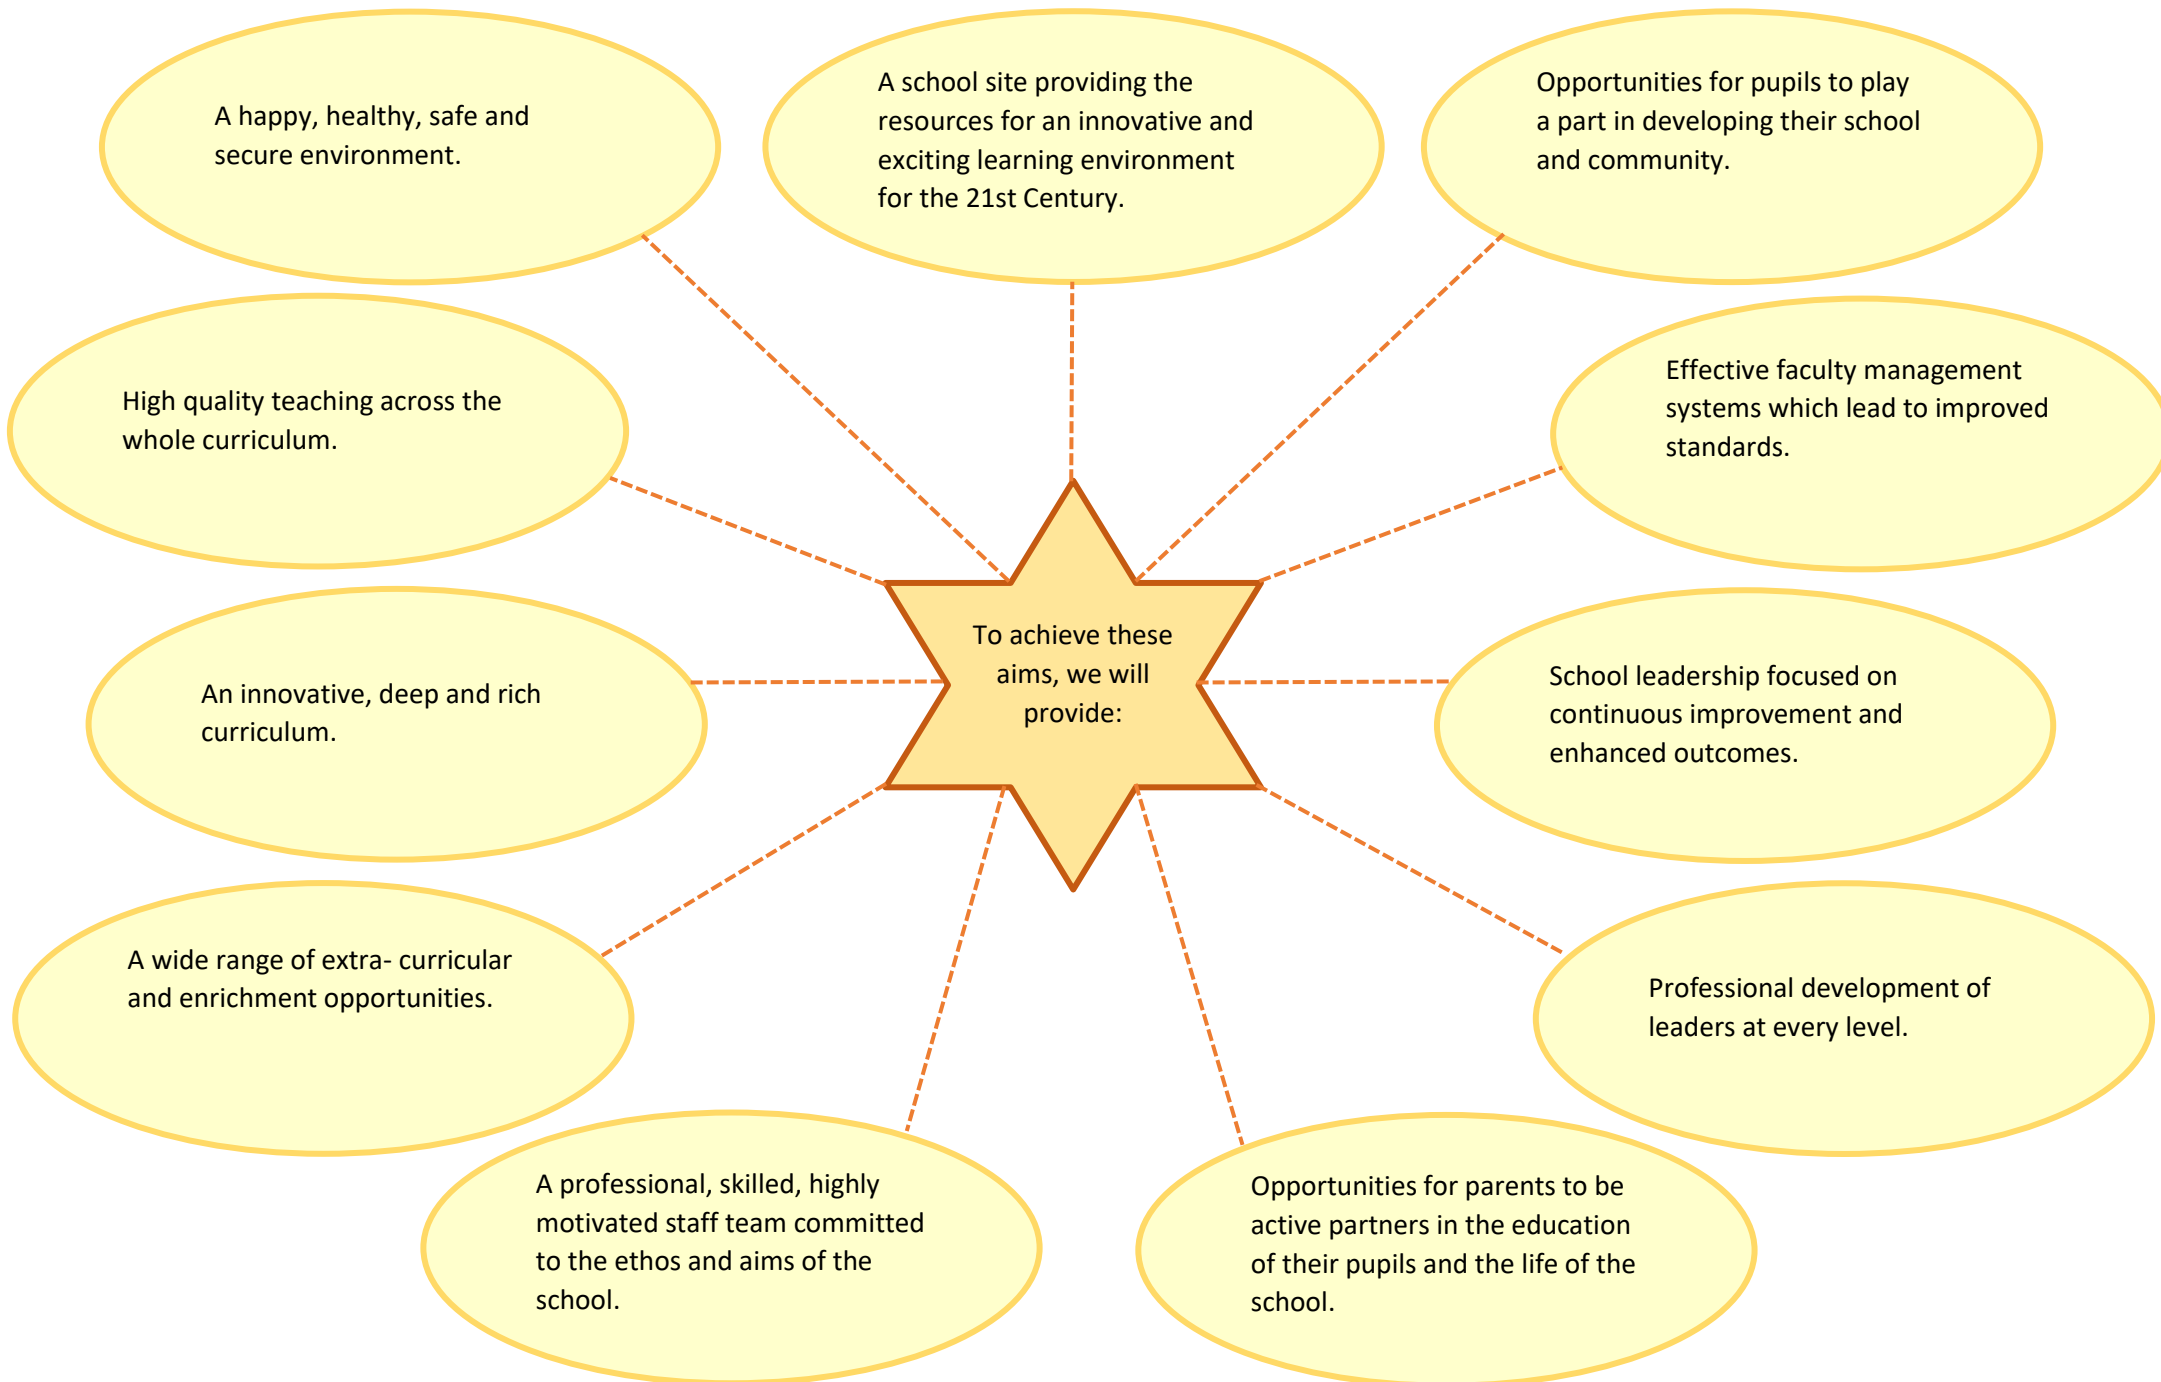 A happy, healthy, safe and
secure environment.
A school site providing the
resources for an innovative and
exciting learning environment
for the 21st Century.
Opportunities for pupils to play
a part in developing their school
and community.
High quality teaching across the
whole curriculum.
Effective faculty management
systems which lead to improved
standards.
To achieve these
aims, we will
provide:
An innovative, deep and rich
curriculum.
School leadership focused on
continuous improvement and
enhanced outcomes.
A wide range of extra- curricular
and enrichment opportunities.
Professional development of
leaders at every level.
A professional, skilled, highly
motivated staff team committed
to the ethos and aims of the
school.
Opportunities for parents to be
active partners in the education
of their pupils and the life of the
school.